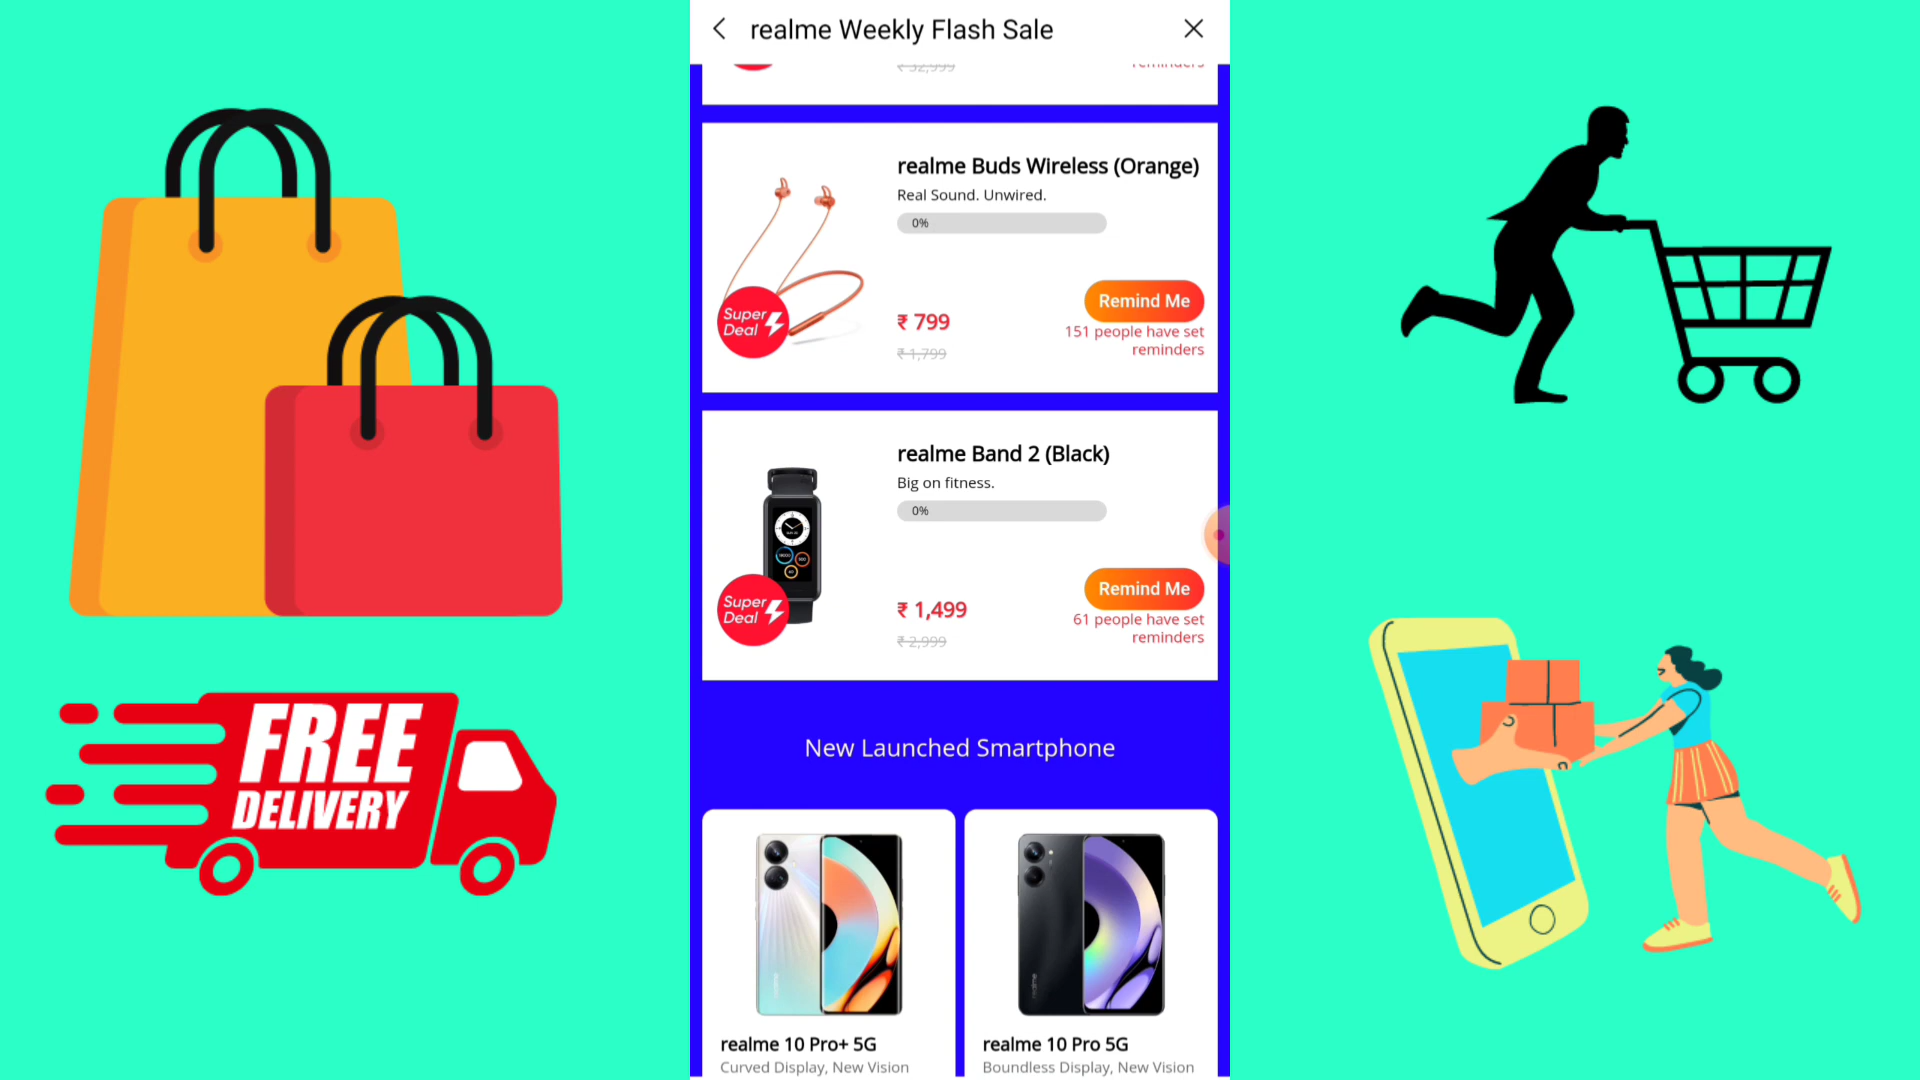 realme Weekly Flash Sale
₹ 32,999
reminders
realme Buds Wireless (Orange)
Real Sound. Unwired.
0%
Remind Me
Super
Deal
₹ 799
151 people have set
reminders
₹ 1,799
realme Band 2 (Black)
Big on fitness.
0%
Remind Me
Super
Deal
₹ 1,499
61 people have set
reminders
₹ 2,999
FREE
DELIVERY
New Launched Smartphone
realme 10 Pro+ 5G
Curved Display, New Vision
realme 10 Pro 5G
Boundless Display, New Vision